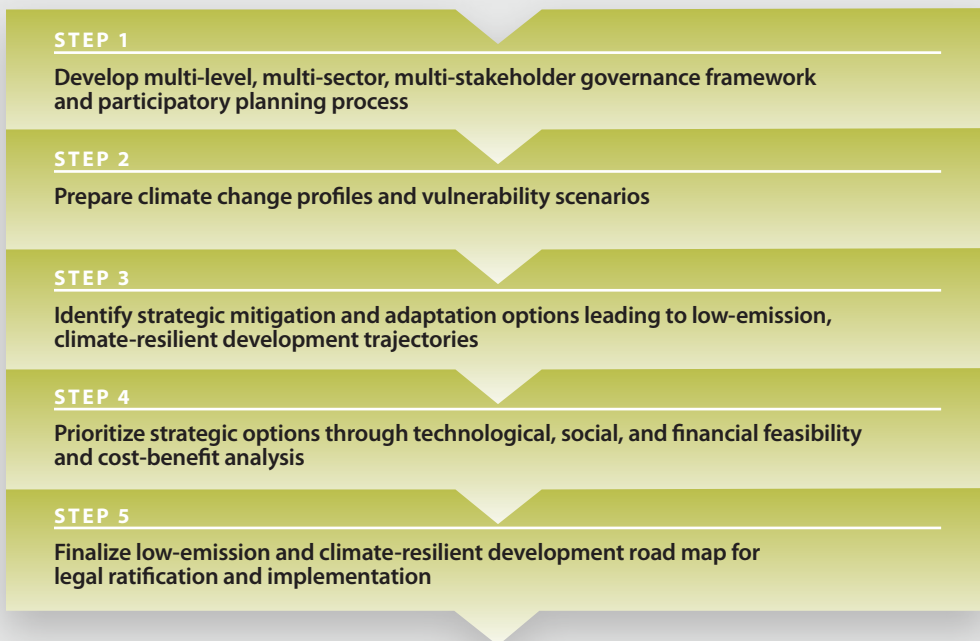 STEP 1
Develop multi-level, multi-sector, multi-stakeholder governance framework
and participatory planning process
STEP 2
Prepare climate change profiles and vulnerability scenarios
STEP 3
Identify strategic mitigation and adaptation options leading to low-emission,
climate-resilient development trajectories
STEP 4
Prioritize strategic options through technological, social, and financial feasibility
and cost-benefit analysis
STEP 5
Finalize low-emission and climate-resilient development road map for
legal ratification and implementation